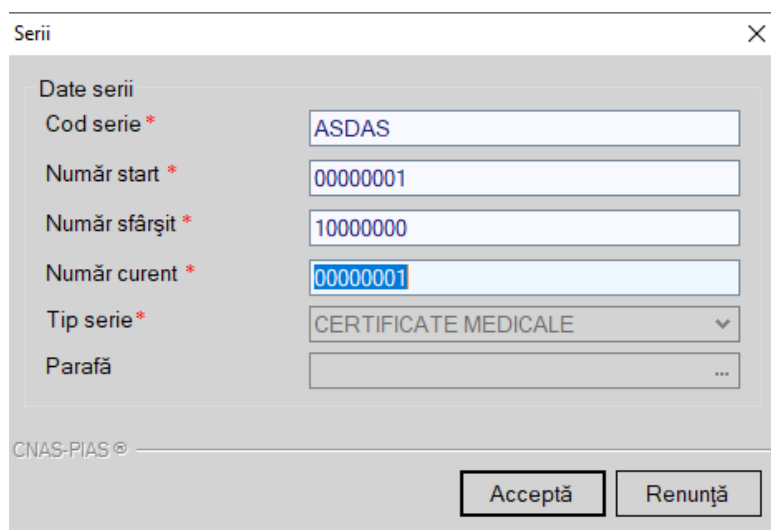 Serii
Date serii
Cod serie * ASDAS
Număr start * 00000001
Număr sfârşit * 10000000
Număr curent * 00000001
Tip serie * CERTIFICATE MEDICALE
Parafă ...
CNAS-PIAS ®
Acceptă Renunţă